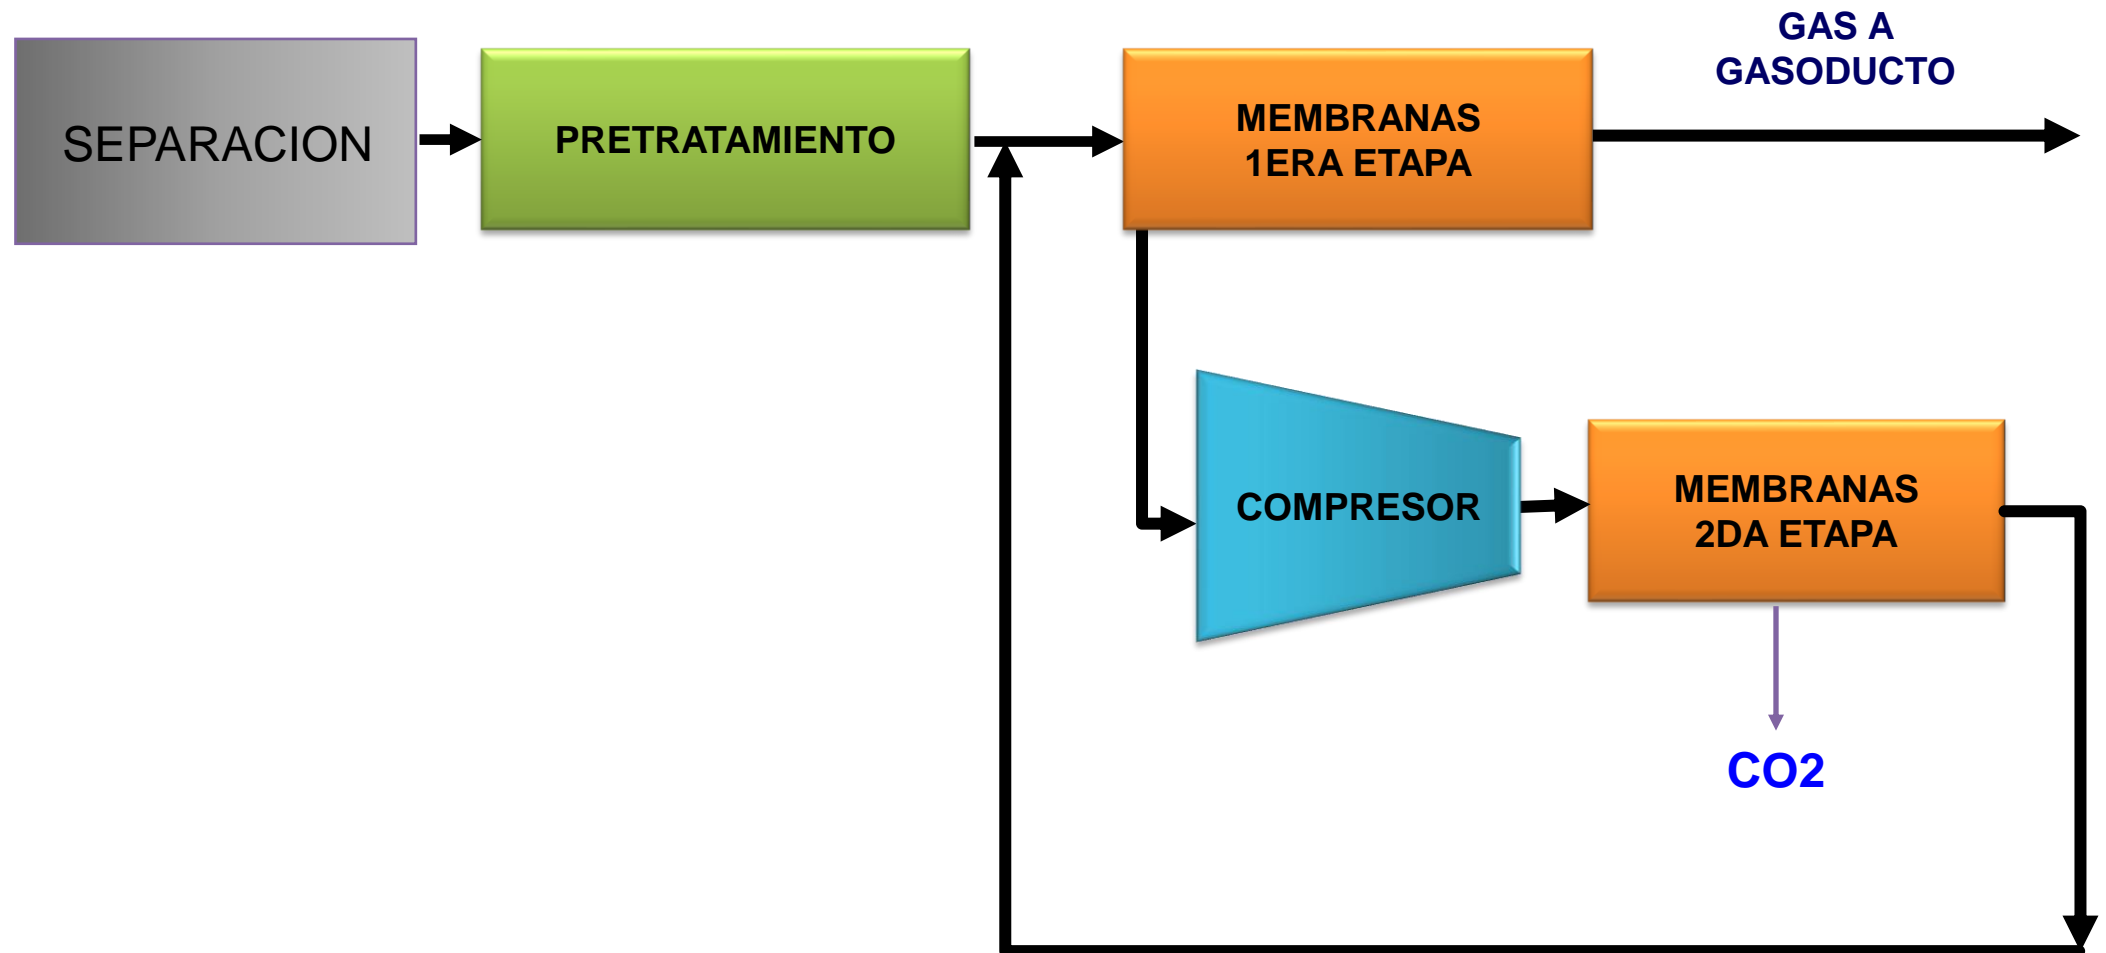 GAS A
GASODUCTO
SEPARACION
PRETRATAMIENTO
MEMBRANAS
1ERA ETAPA
COMPRESOR
MEMBRANAS
2DA ETAPA
CO2